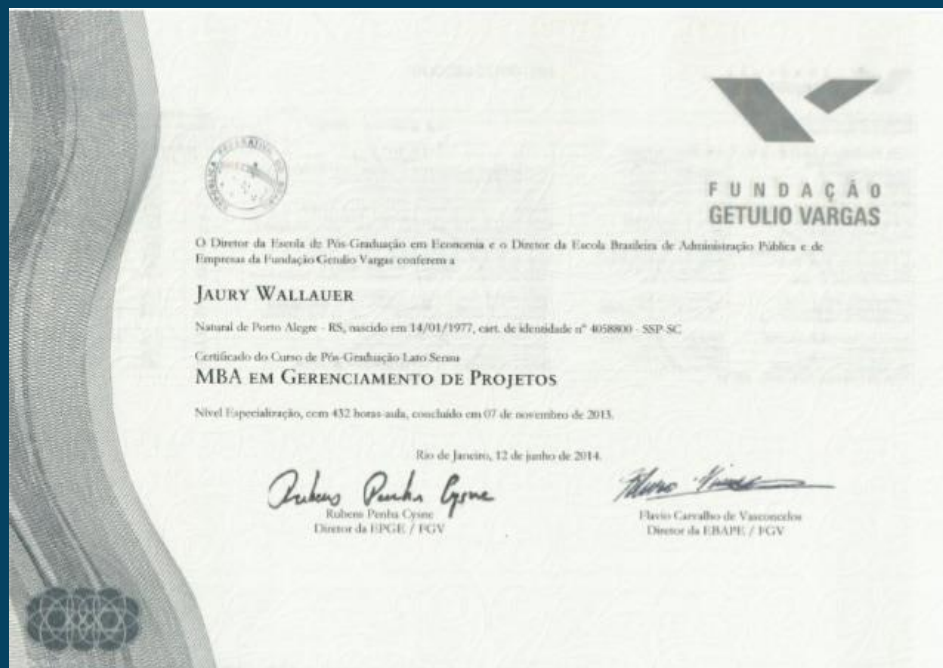 FUNDAÇÃO
GETULIO VARGAS
O Diretor da Escola de Pós-Graduação em Economia e o Diretor da Escola Brasileira de Administração Pública e de
Empresas da Fundação Getulio Vargas conferem a
JAURY WALLAUER
Natural de Porto Alegre - RS, nascido em 14/01/1977, cart. de identidade nº 4058800 - SSP-SC
Certificado do Curso de Pós-Graduação Lato Sensu
MBA EM GERENCIAMENTO DE PROJETOS
Nível Especialização, com 432 horas-aula, concluído em 07 de novembro de 2013.
Rio de Janeiro, 12 de junho de 2014.
Rubens Penha Cysne
Rubens Penha Cysne
Diretor da EPGE / FGV
Flavio Carvalho de Vasconcelos
Diretor da EBAPE / FGV